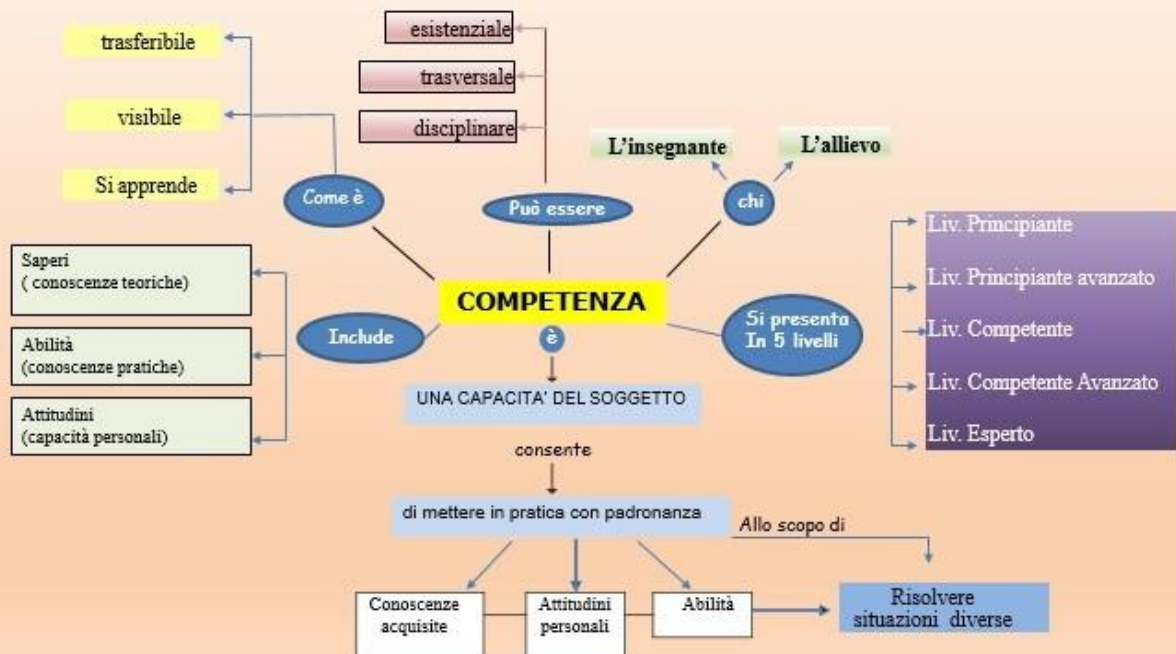 trasferibile
visibile
Si apprende
esistenziale
trasversale
disciplinare
L'insegnante
L'allievo
Come è
Può essere
chi
Saperi
( conoscenze teoriche)
Abilità
(conoscenze pratiche)
Attitudini
(capacità personali)
Include
COMPETENZA
è
Si presenta
In 5 livelli
Liv. Principiante
Liv. Principiante avanzato
Liv. Competente
Liv. Competente Avanzato
Liv. Esperto
UNA CAPACITA' DEL SOGGETTO
consente
di mettere in pratica con padronanza
Allo scopo di
Conoscenze
acquisite
Attitudini
personali
Abilità
Risolvere
situazioni diverse